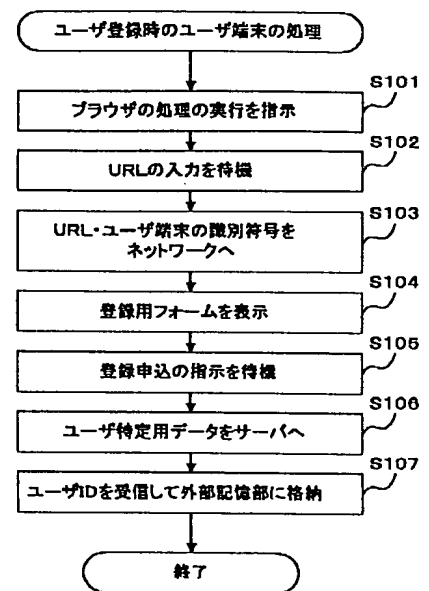 ユーザ登録時のユーザ端末の処理
S101
ブラウザの処理の実行を指示
S102
URLの入力を待機
S103
URL・ユーザ端末の識別符号を
ネットワークへ
S104
登録用フォームを表示
S105
登録申込の指示を待機
S106
ユーザ特定用データをサーバへ
S107
ユーザIDを受信して外部記憶部に格納
終了